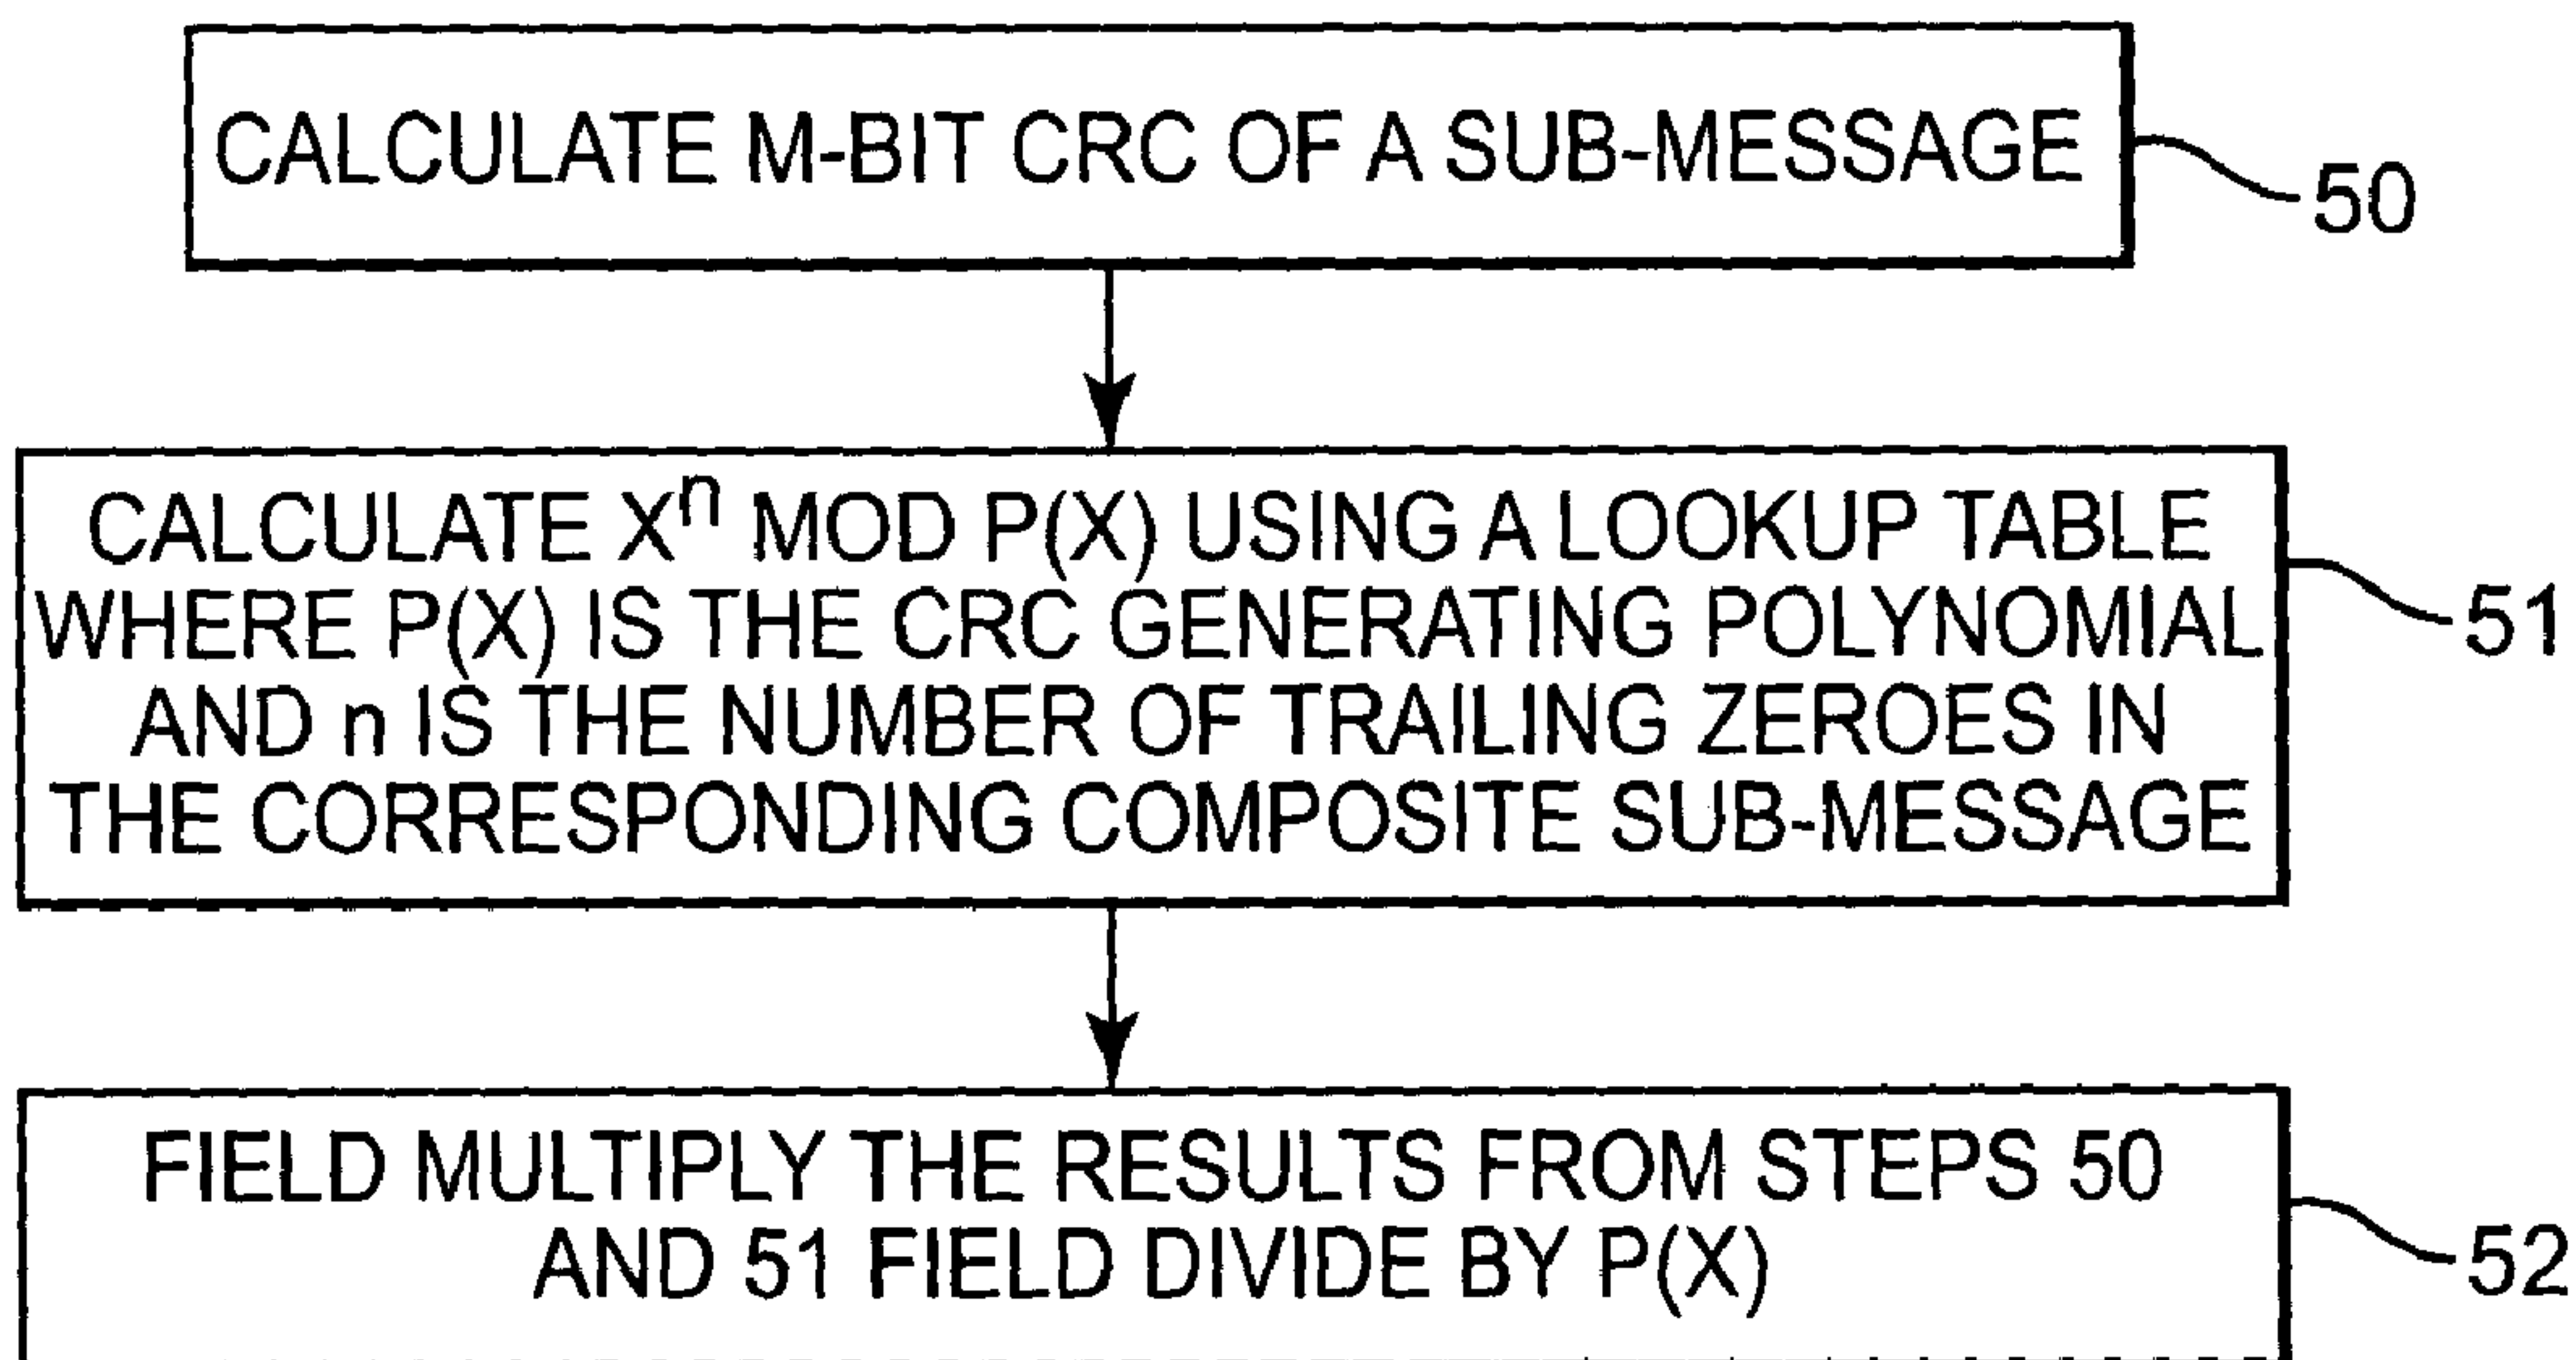 CALCULATE M-BIT CRC OF A SUB-MESSAGE
50
CALCULATE Xⁿ MOD P(X) USING A LOOKUP TABLE
WHERE P(X) IS THE CRC GENERATING POLYNOMIAL
AND n IS THE NUMBER OF TRAILING ZEROES IN
THE CORRESPONDING COMPOSITE SUB-MESSAGE
51
FIELD MULTIPLY THE RESULTS FROM STEPS 50
AND 51 FIELD DIVIDE BY P(X)
52